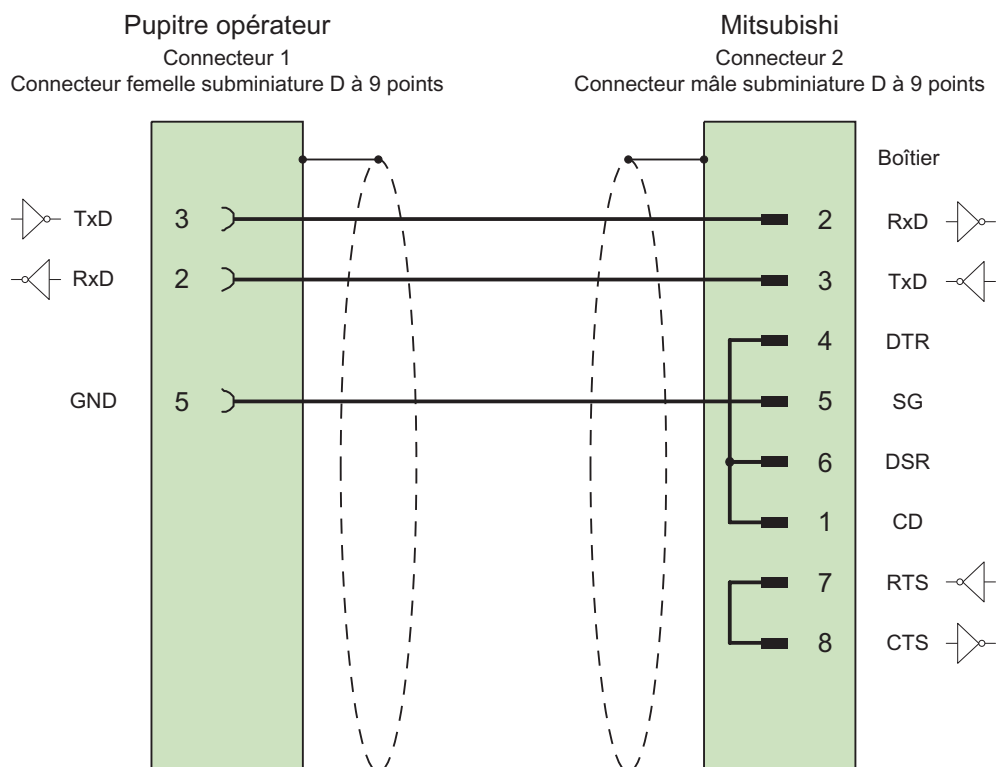 Pupitre opérateur
Connecteur 1
Connecteur femelle subminiature D à 9 points
Mitsubishi
Connecteur 2
Connecteur mâle subminiature D à 9 points
Boîtier
TxD 3 2 RxD
RxD 2 3 TxD
4 DTR
GND 5 5 SG
6 DSR
1 CD
7 RTS
8 CTS